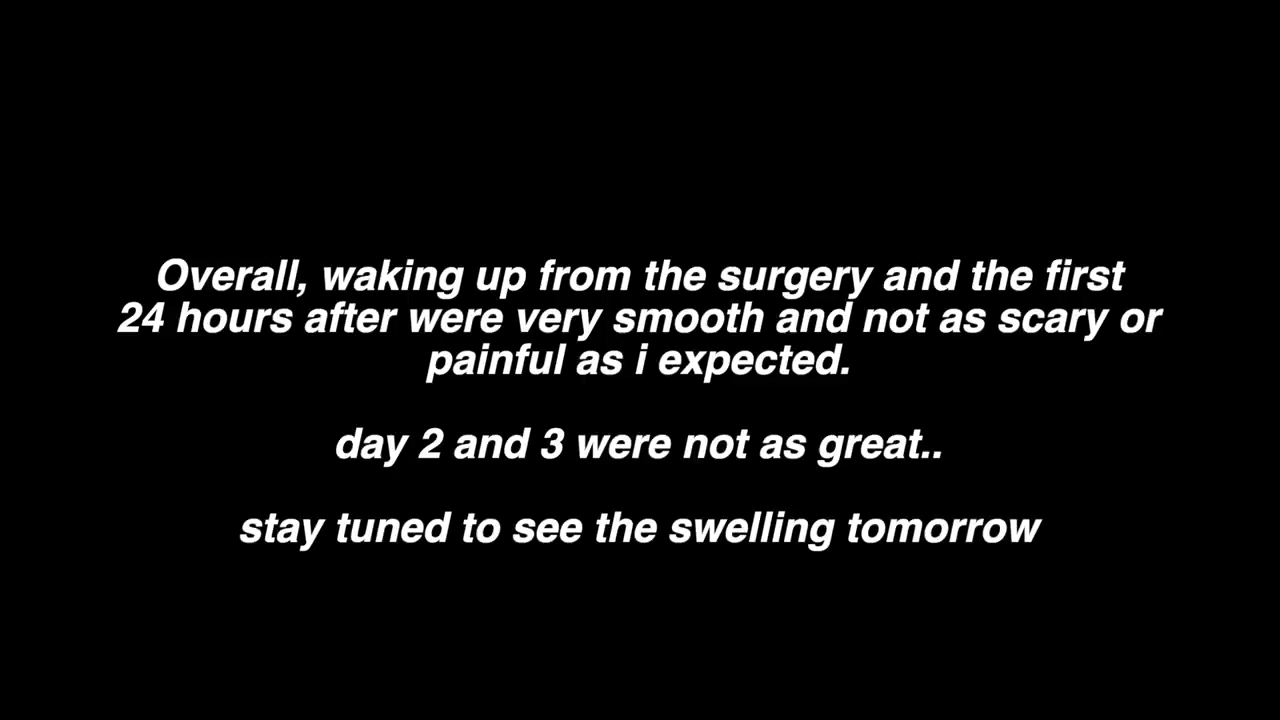 Overall, waking up from the surgery and the first
24 hours after were very smooth and not as scary or
painful as i expected.
day 2 and 3 were not as great..
stay tuned to see the swelling tomorrow